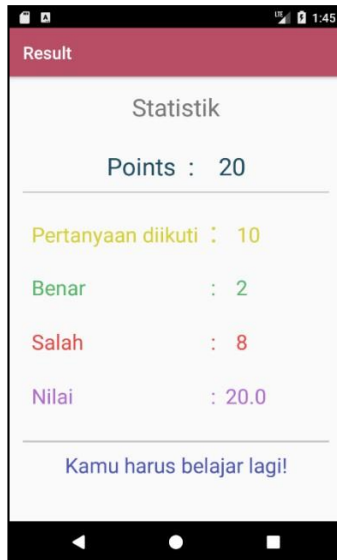 LTE 1:45
Result
Statistik
Points : 20
Pertanyaan diikuti : 10
Benar : 2
Salah : 8
Nilai : 20.0
Kamu harus belajar lagi!